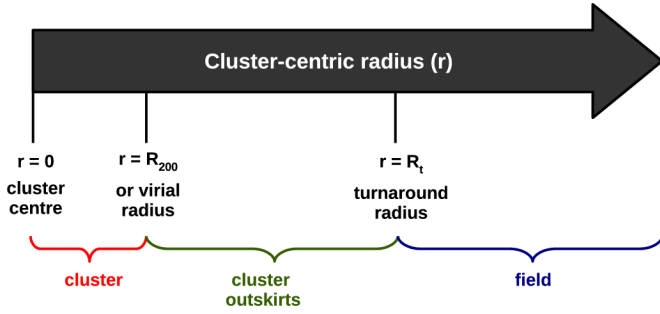 Cluster-centric radius (r)
r = 0
cluster
centre
r = R₂₀₀
or virial
radius
r = Rₜ
turnaround
radius
cluster
cluster
outskirts
field